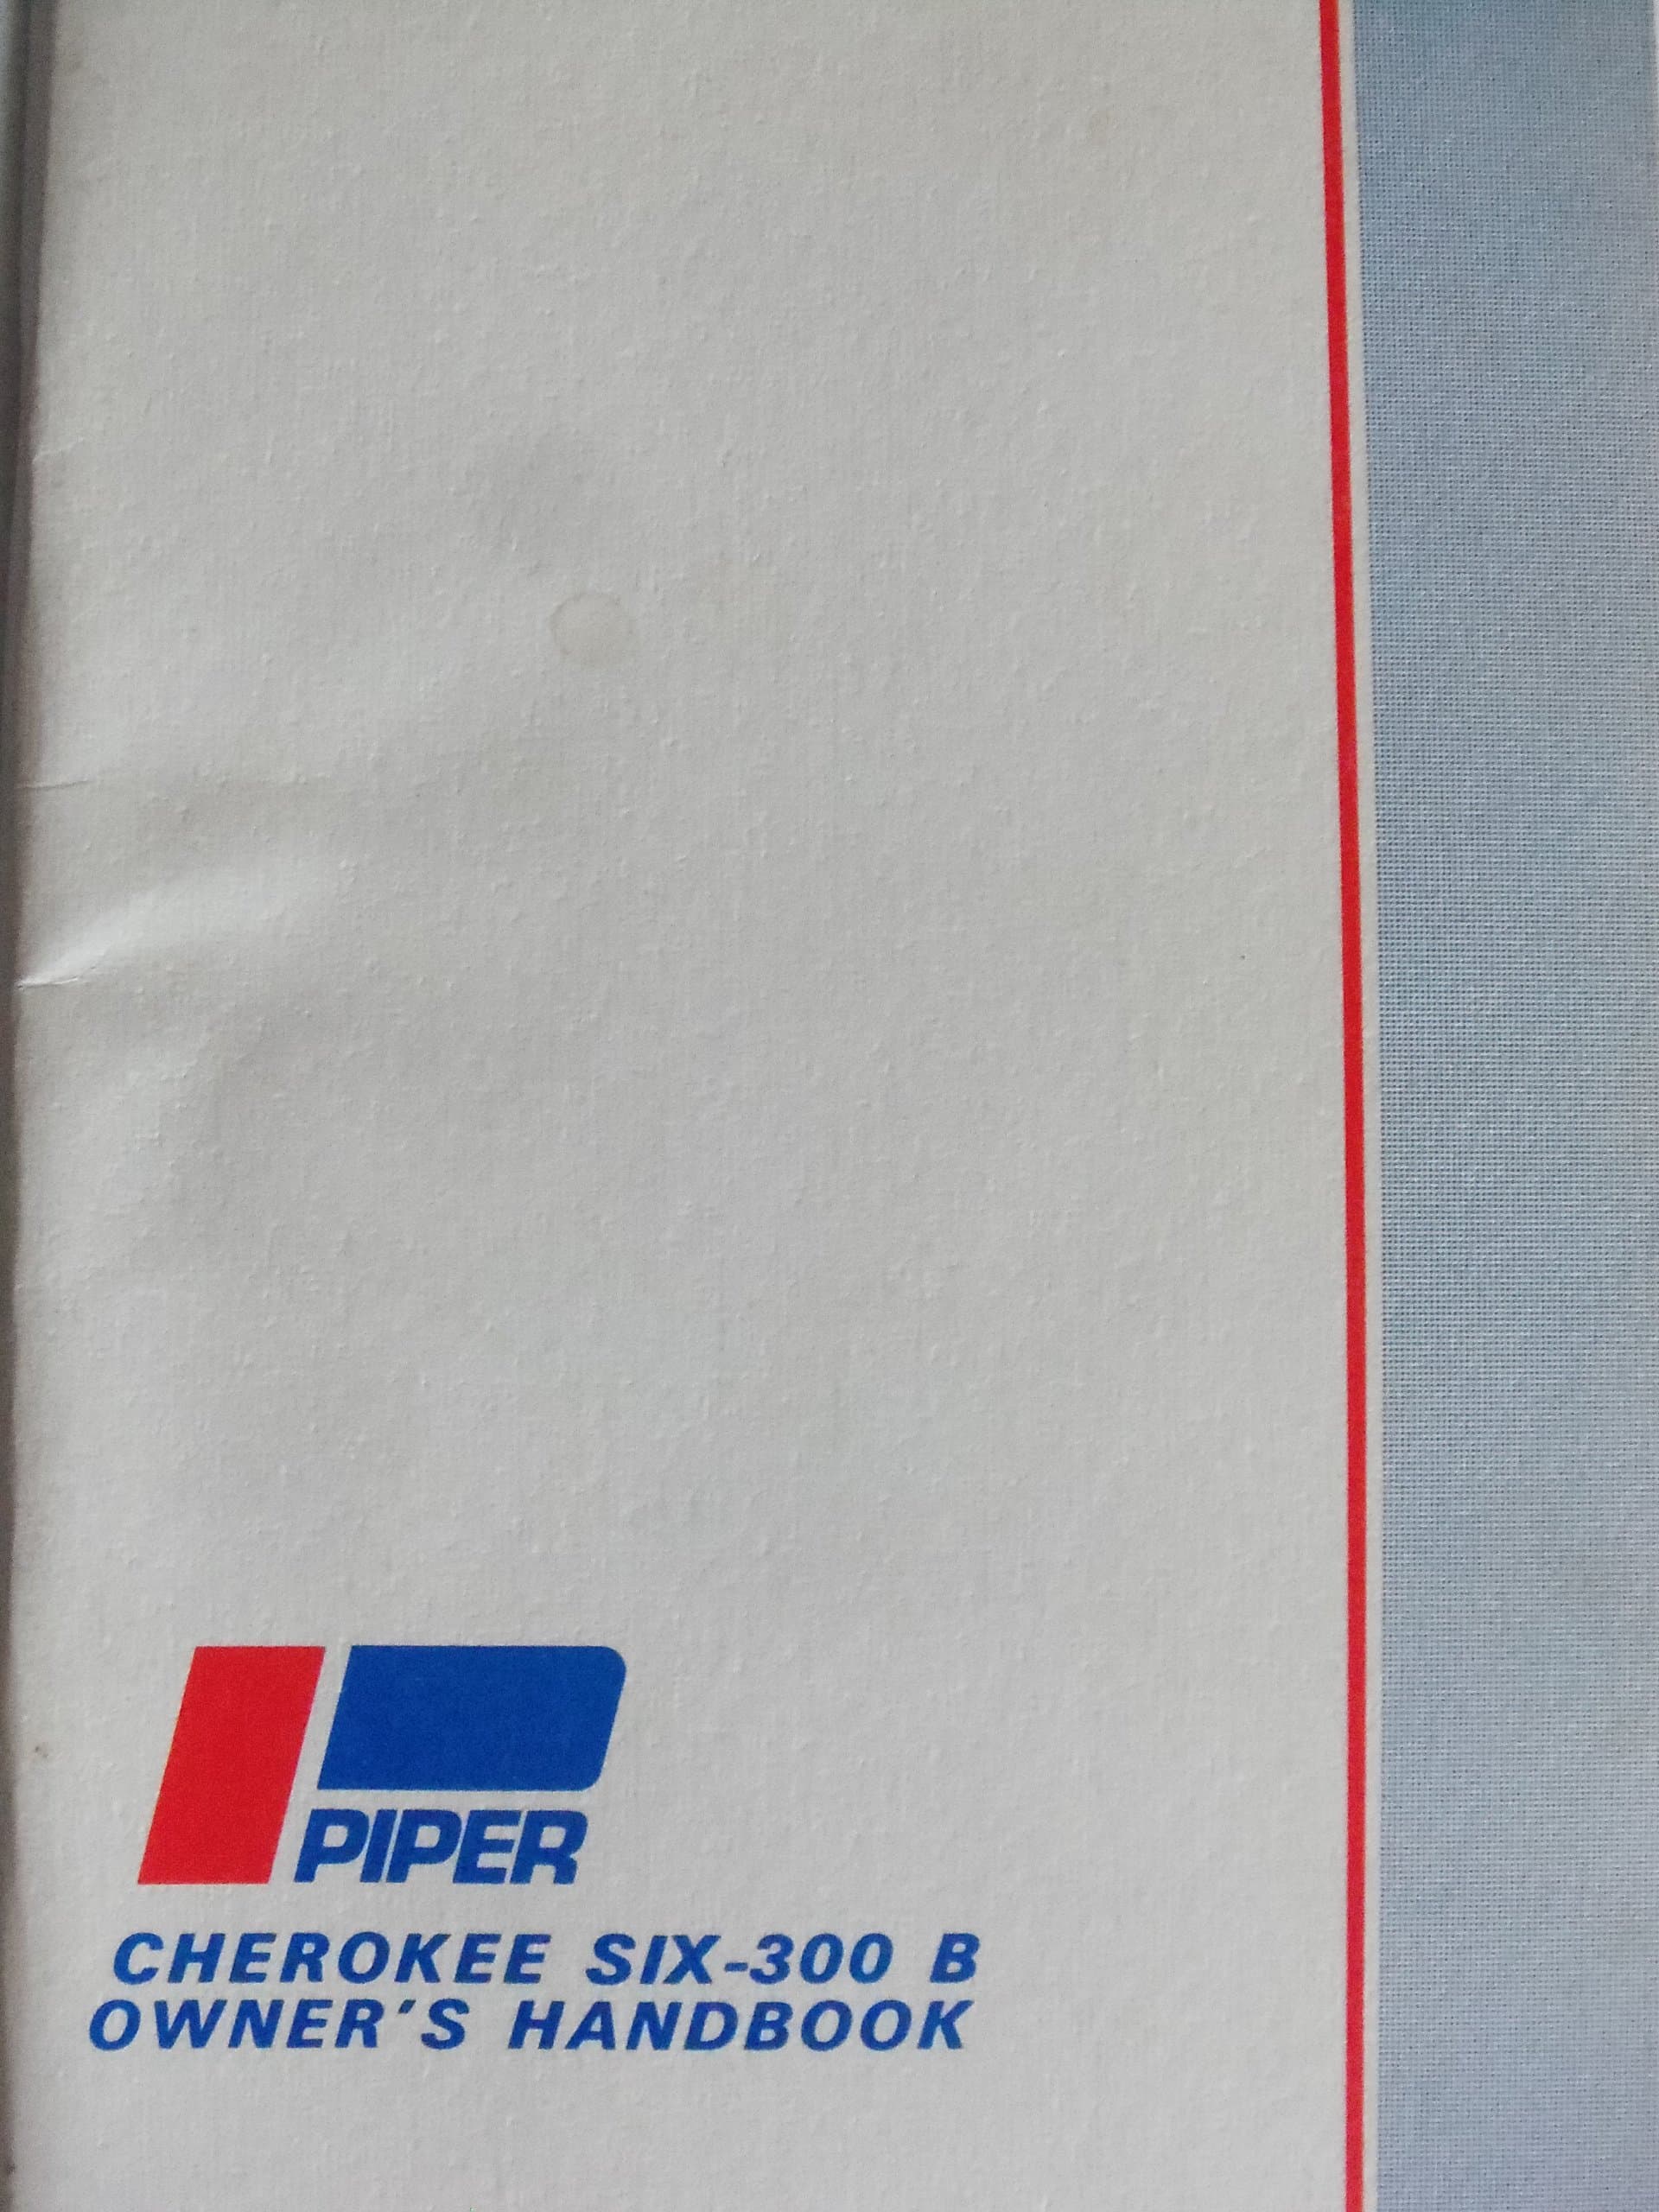 PIPER
CHEROKEE SIX-300 B
OWNER'S HANDBOOK